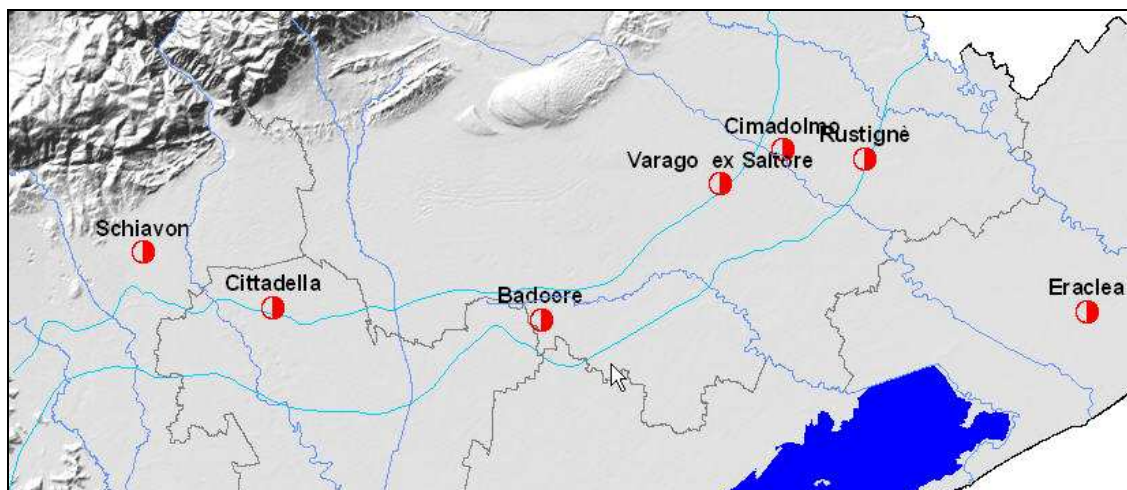 Cimadolmo
Rustignè
Varago ex Saltore
Schiavon
Cittadella
Badoere
Eraclea